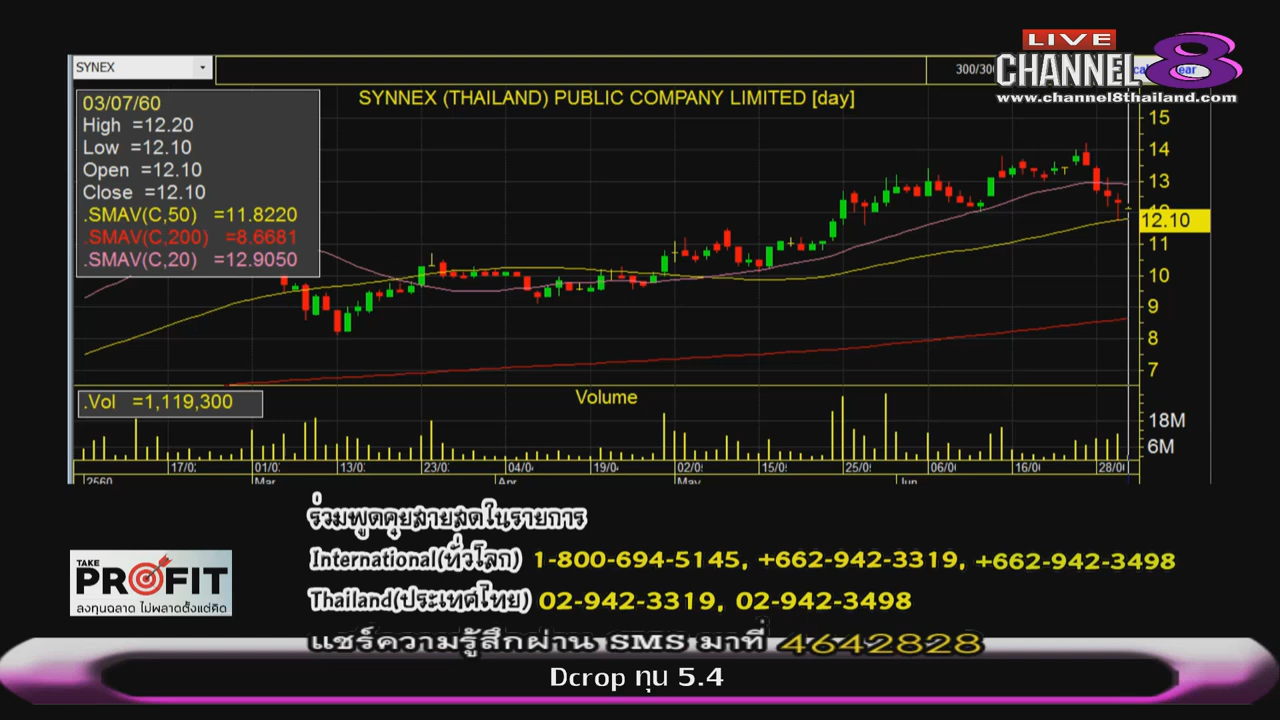 SYNEX
300/300
LIVE
CHANNEL 8
www.channel8thailand.com
SYNNEX (THAILAND) PUBLIC COMPANY LIMITED [day]
03/07/60
High =12.20
Low =12.10
Open =12.10
Close =12.10
.SMAV(C,50) =11.8220
.SMAV(C,200) =8.6681
.SMAV(C,20) =12.9050
15
14
13
12.10
11
10
9
8
7
.Vol =1,119,300
Volume
18M
6M
17/02 01/03 13/03 23/03 04/04 19/04 02/05 15/05 25/05 06/06 16/06 28/06
2560 Mar Apr May Jun
ร่วมพูดคุยสายสดในรายการ
International(ทั่วโลก) 1-800-694-5145, +662-942-3319, +662-942-3498
TAKE
PROFIT
ลงทุนฉลาด ไม่พลาดตั้งแต่คิด
Thailand(ประเทศไทย) 02-942-3319, 02-942-3498
แชร์ความรู้สึกผ่าน SMS มาที่ 4642828
Dcrop ทุน 5.4